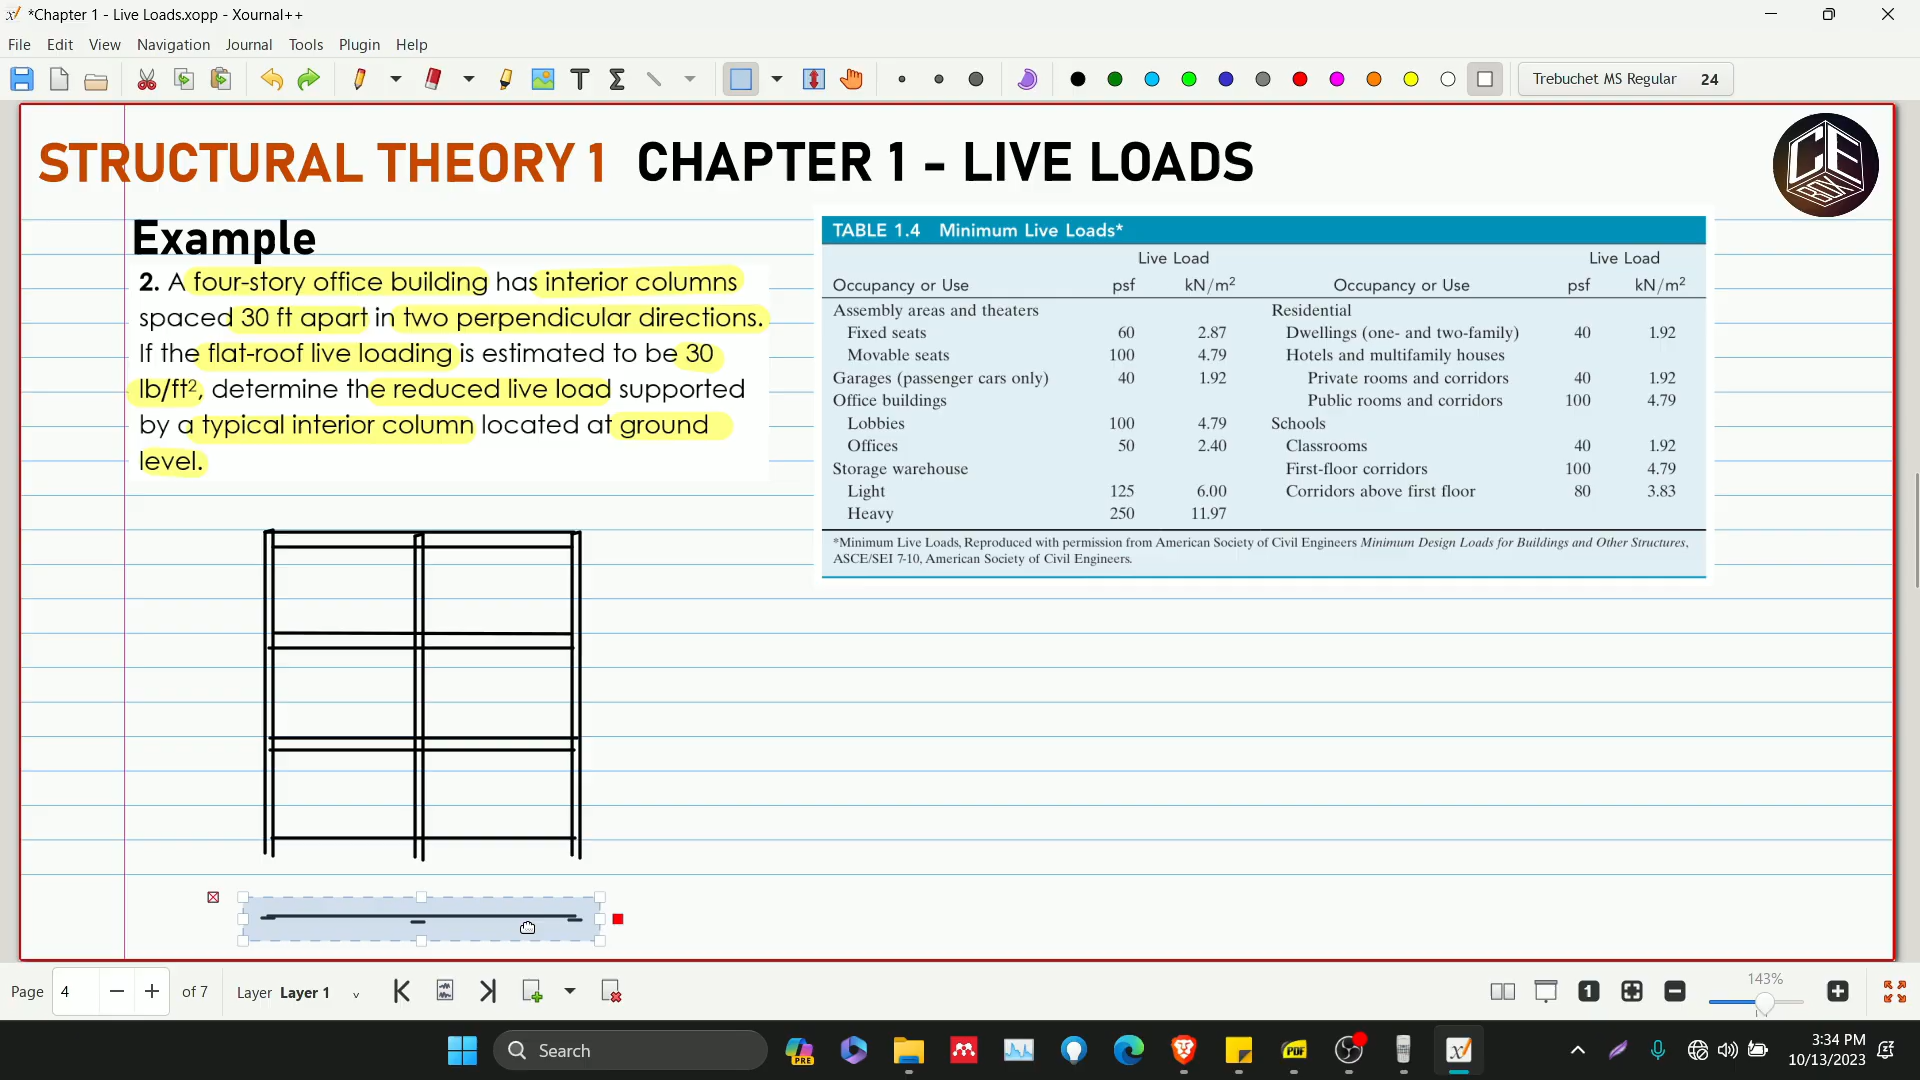 *Chapter 1 - Live Loads.xopp - Xournal++
File Edit View Navigation Journal Tools Plugin Help
Trebuchet MS Regular 24
STRUCTURAL THEORY 1 CHAPTER 1 - LIVE LOADS
CE
Example
2. A four-story office building has interior columns
spaced 30 ft apart in two perpendicular directions.
If the flat-roof live loading is estimated to be 30
lb/ft², determine the reduced live load supported
by a typical interior column located at ground
level.
TABLE 1.4 Minimum Live Loads*
Live Load Live Load
Occupancy or Use psf kN/m² Occupancy or Use psf kN/m²
Assembly areas and theaters Residential
Fixed seats 60 2.87 Dwellings (one- and two-family) 40 1.92
Movable seats 100 4.79 Hotels and multifamily houses
Garages (passenger cars only) 40 1.92 Private rooms and corridors 40 1.92
Office buildings Public rooms and corridors 100 4.79
Lobbies 100 4.79 Schools
Offices 50 2.40 Classrooms 40 1.92
Storage warehouse First-floor corridors 100 4.79
Light 125 6.00 Corridors above first floor 80 3.83
Heavy 250 11.97
*Minimum Live Loads, Reproduced with permission from American Society of Civil Engineers Minimum Design Loads for Buildings and Other Structures,
ASCE/SEI 7-10, American Society of Civil Engineers.
Page 4 of 7 Layer Layer 1 1 143%
Search PRE PDF
3:34 PM
10/13/2023